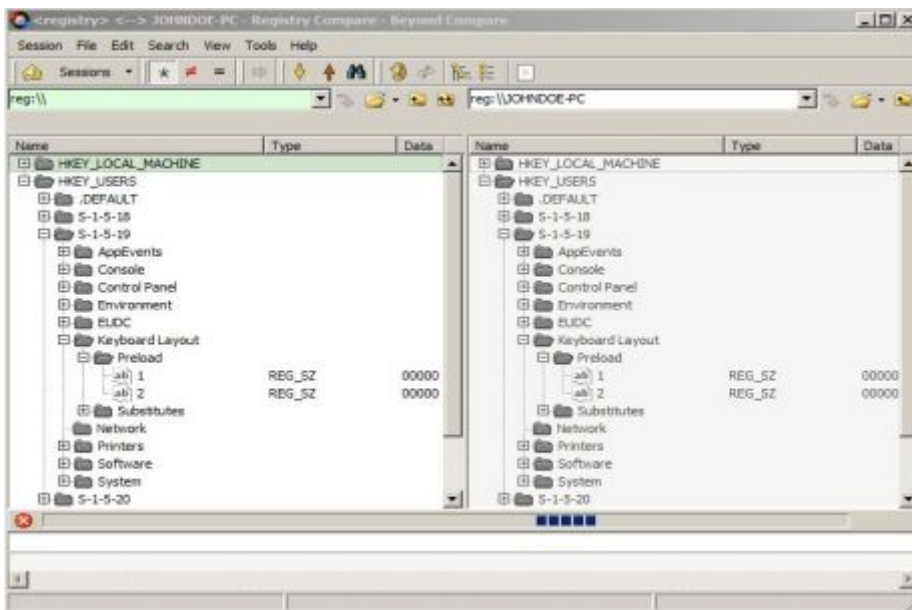 <registry> <--> JOHNDOE-PC - Registry Compare - Beyond Compare
Session File Edit Search View Tools Help
Sessions
reg:\\
reg:\\JOHNDOE-PC
Name Type Data
Name Type Data
HKEY_LOCAL_MACHINE
HKEY_USERS
.DEFAULT
S-1-5-18
S-1-5-19
AppEvents
Console
Control Panel
Environment
EUDC
Keyboard Layout
Preload
ab 1 REG_SZ 00000
ab 2 REG_SZ 00000
Substitutes
Network
Printers
Software
System
S-1-5-20
HKEY_LOCAL_MACHINE
HKEY_USERS
.DEFAULT
S-1-5-18
S-1-5-19
AppEvents
Console
Control Panel
Environment
EUDC
Keyboard Layout
Preload
ab 1 REG_SZ 00000
ab 2 REG_SZ 00000
Substitutes
Network
Printers
Software
System
S-1-5-20